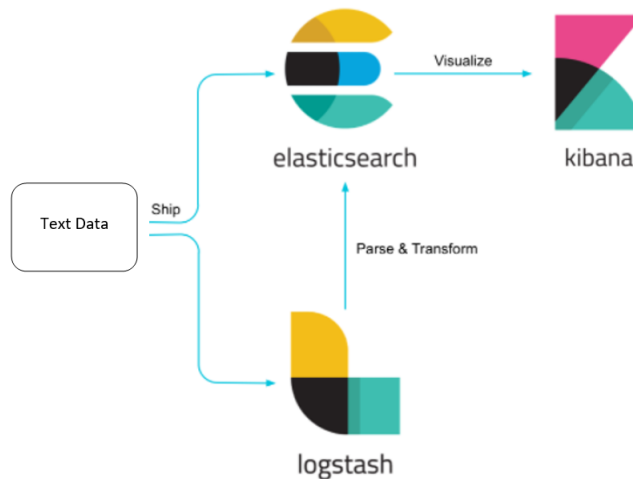 Visualize
elasticsearch
kibana
Text Data
Ship
Parse & Transform
logstash